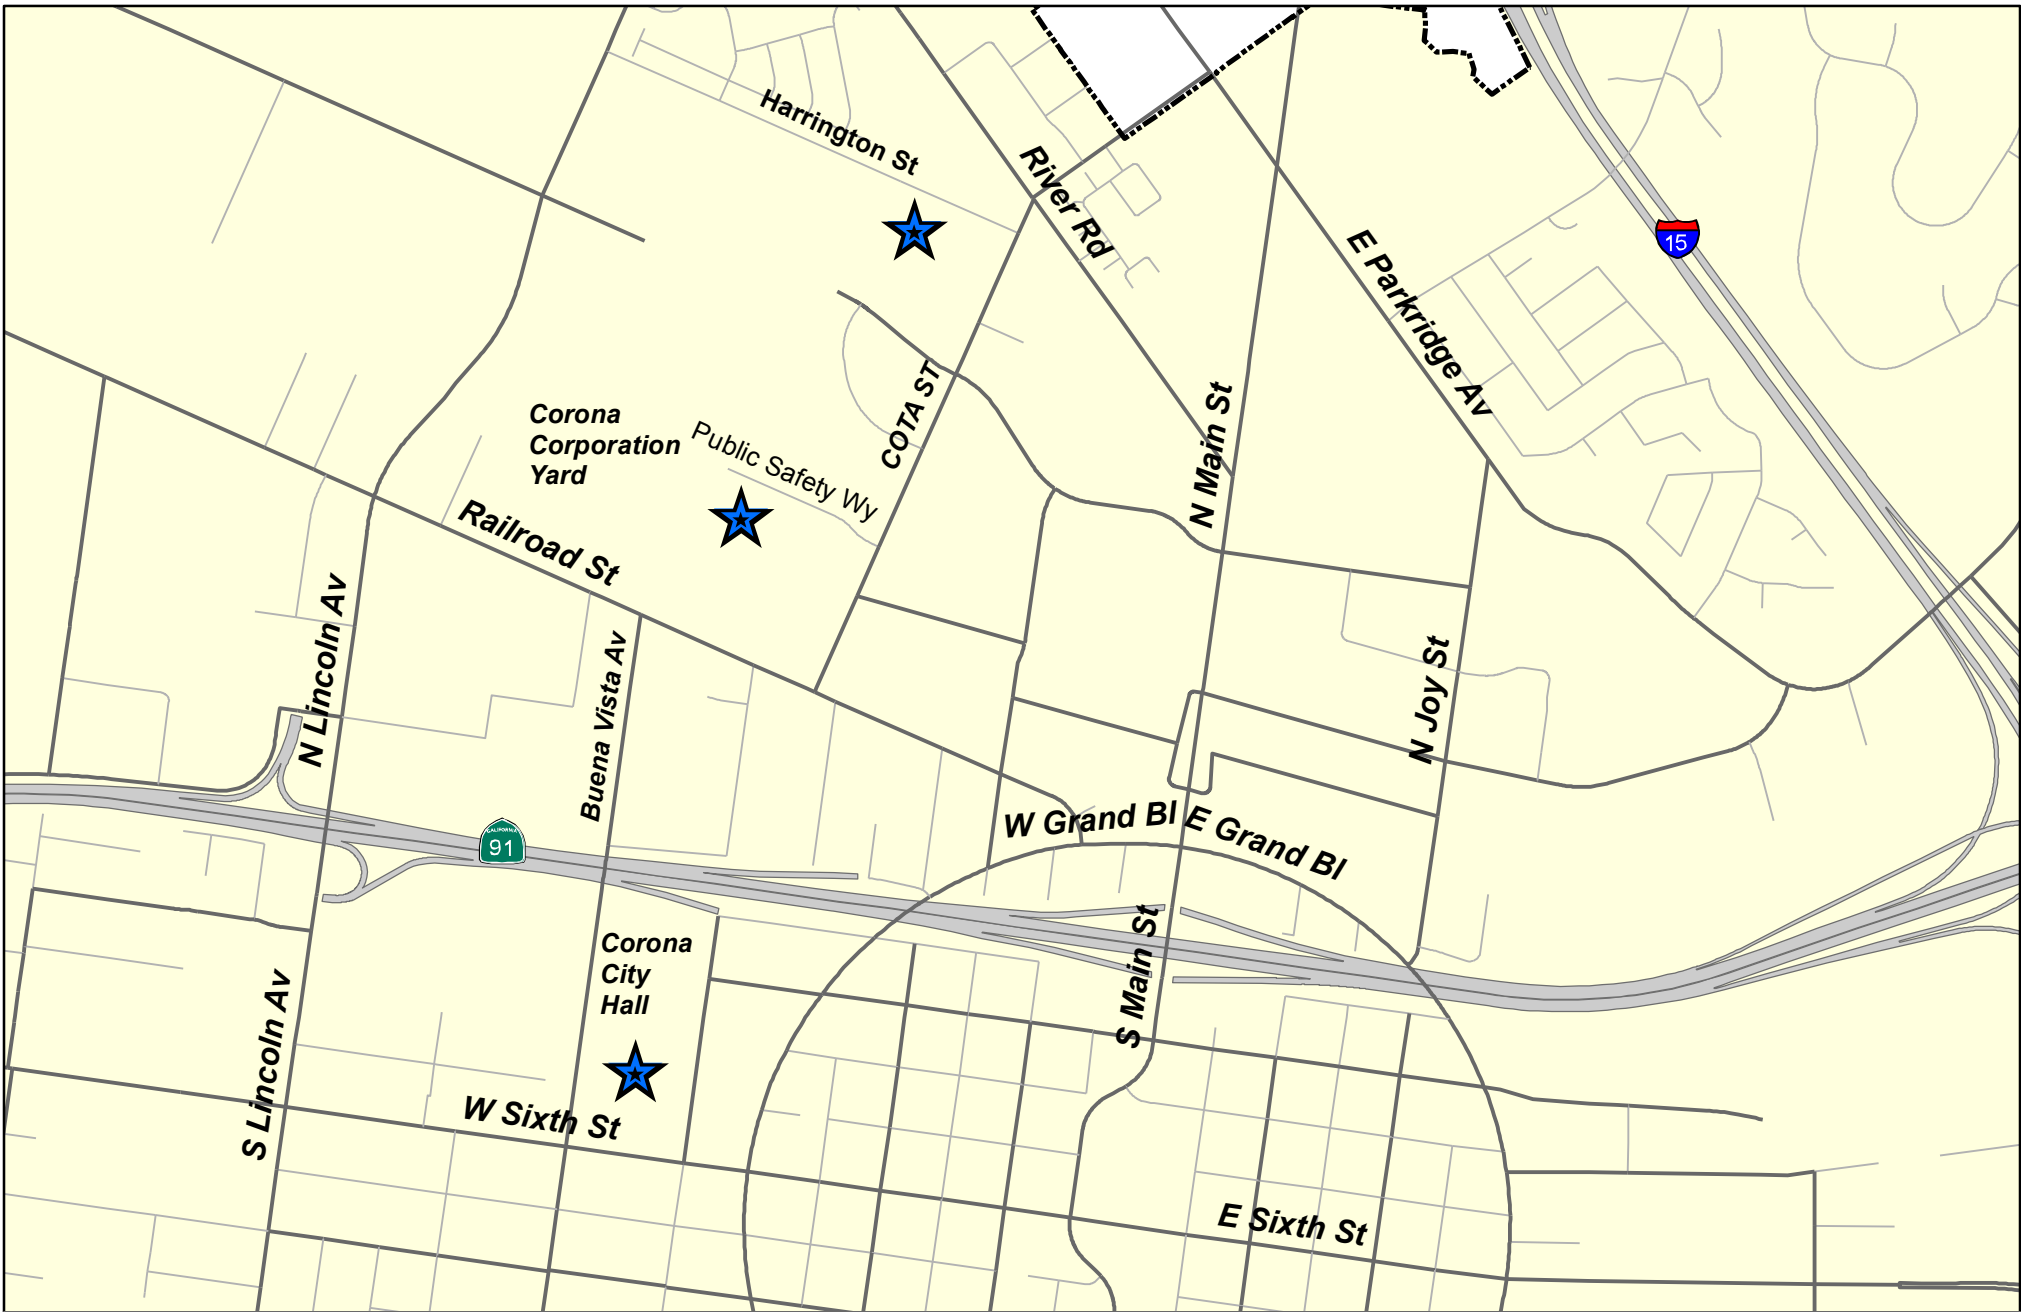 Harrington St
River Rd
15
E Parkridge Av
COTA ST
N Main St
Corona
Corporation
Yard
Public Safety Wy
Railroad St
N Lincoln Av
Buena Vista Av
N Joy St
W Grand Bl
E Grand Bl
CALIFORNIA
91
Corona
City
Hall
S Main St
S Lincoln Av
W Sixth St
E Sixth St